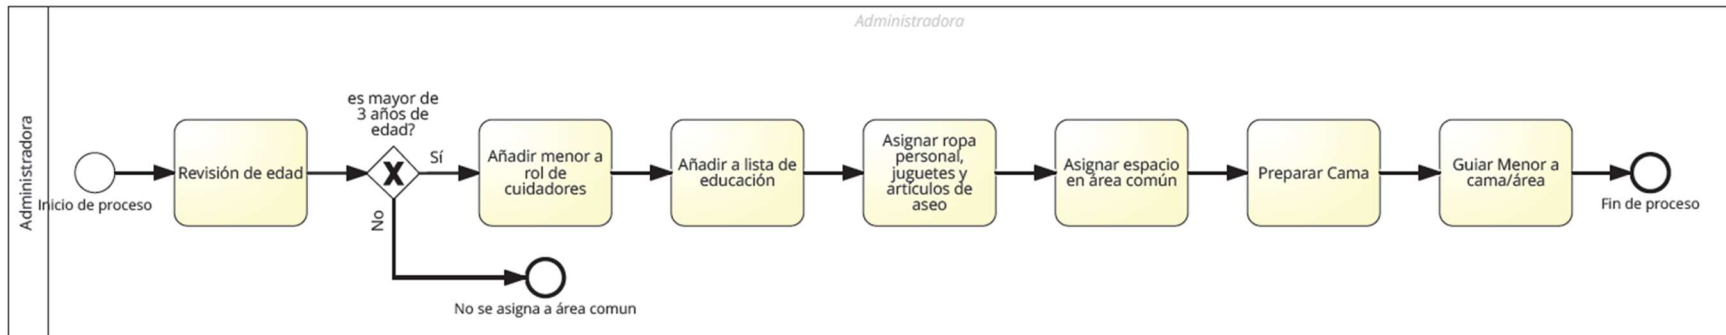 Administradora
Administradora
Inicio de proceso
Revisión de edad
es mayor de
3 años de
edad?
Sí
No
No se asigna a área comun
Añadir menor a
rol de
cuidadores
Añadir a lista de
educación
Asignar ropa
personal,
juguetes y
artículos de
aseo
Asignar espacio
en área común
Preparar Cama
Guiar Menor a
cama/área
Fin de proceso